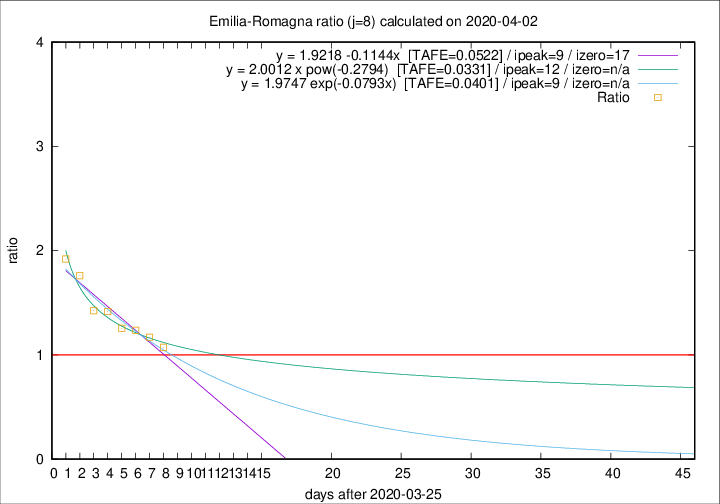 Emilia-Romagna ratio (j=8) calculated on 2020-04-02
y = 1.9218 -0.1144x [TAFE=0.0522] / ipeak=9 / izero=17
y = 2.0012 x pow(-0.2794) [TAFE=0.0331] / ipeak=12 / izero=n/a
y = 1.9747 exp(-0.0793x) [TAFE=0.0401] / ipeak=9 / izero=n/a
Ratio
4
3
2
1
0
ratio
0 1 2 3 4 5 6 7 8 9 10 11 12 13 14 15 20 25 30 35 40 45
days after 2020-03-25